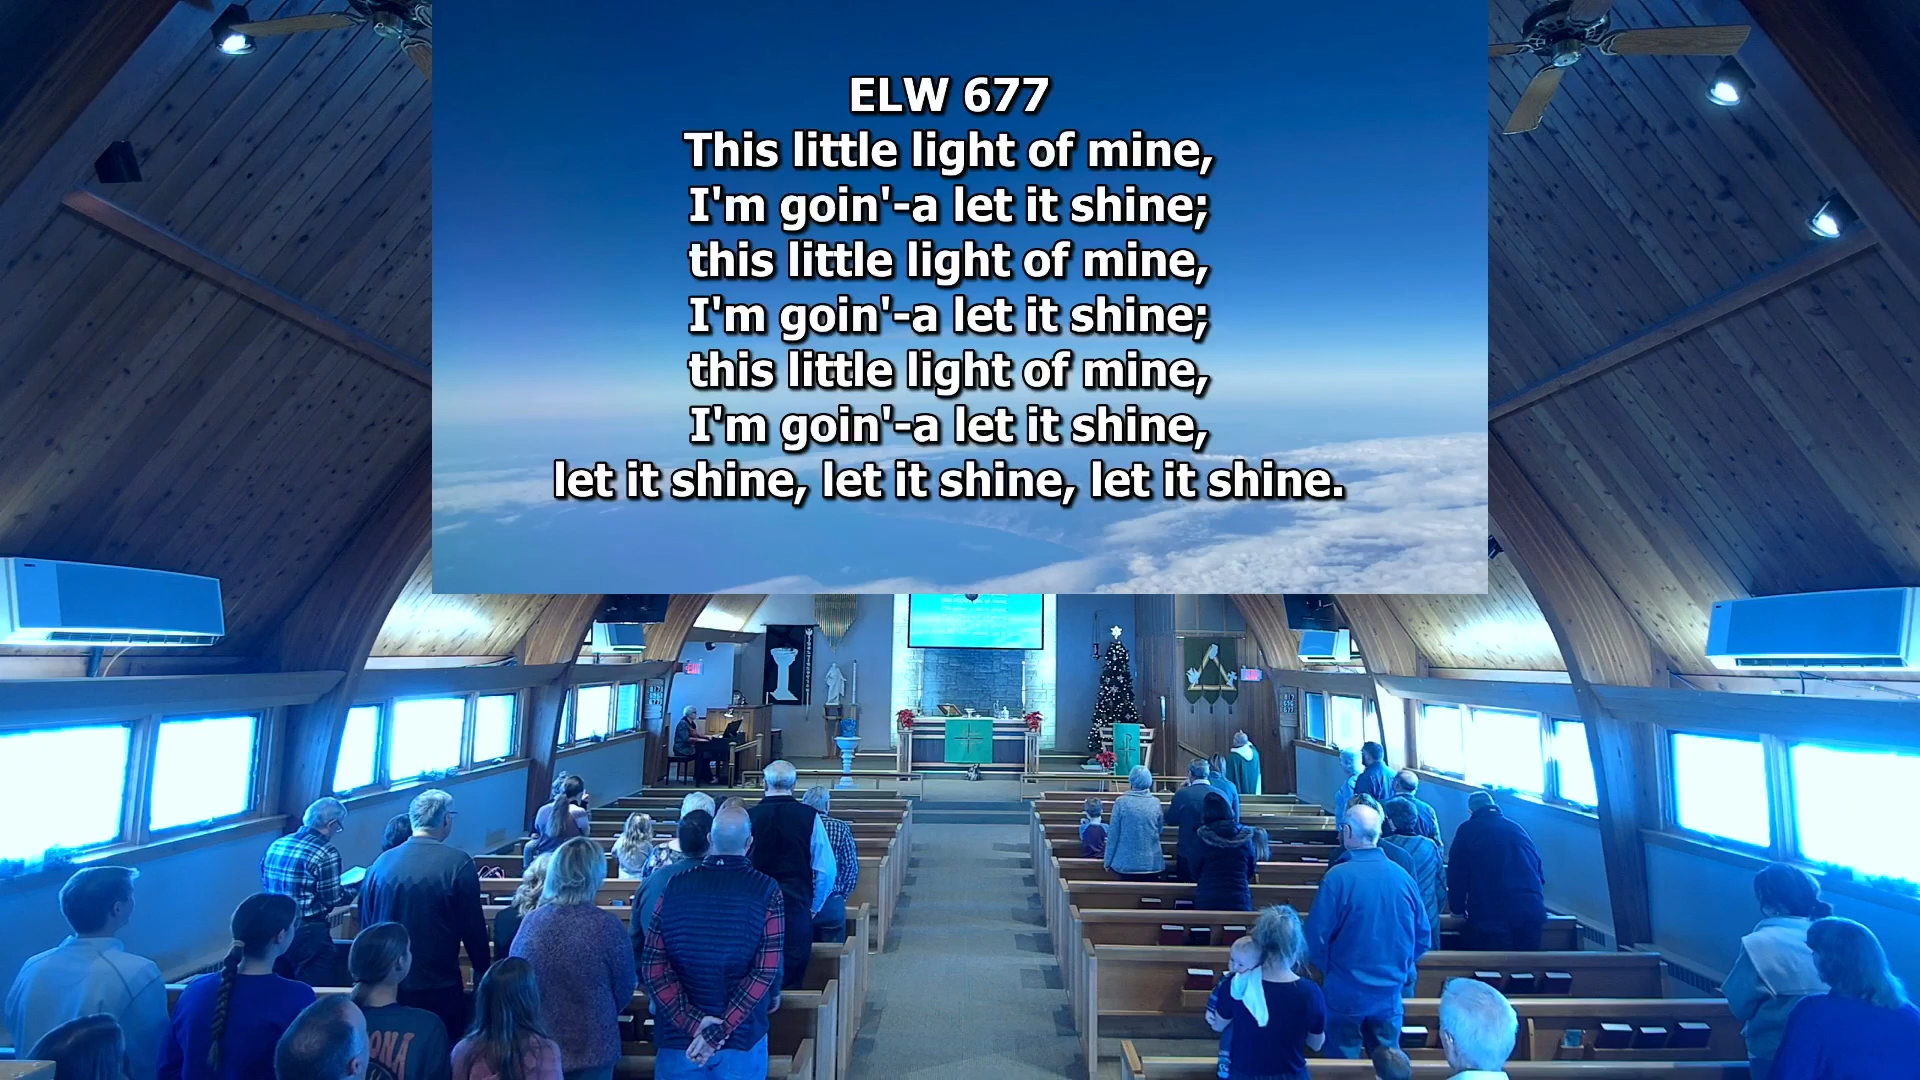 ELW 677
This little light of mine,
I'm goin'-a let it shine;
this little light of mine,
I'm goin'-a let it shine;
this little light of mine,
I'm goin'-a let it shine,
let it shine, let it shine, let it shine.